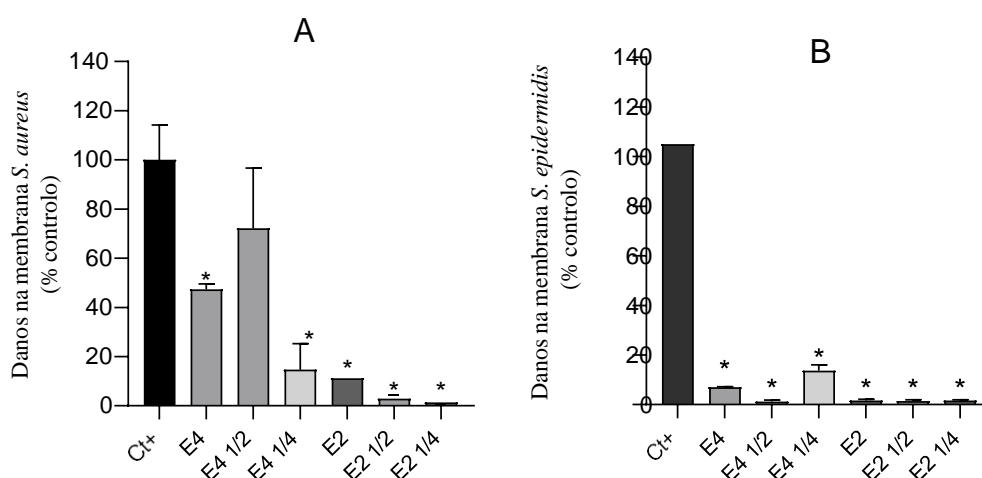 A
Danos na membrana S. aureus
(% controlo)
140
120
100
80
60
40
20
0
*
*
*
*
*
Ct+
E4
E4 1/2
E4 1/4
E2
E2 1/2
E2 1/4
B
Danos na membrana S. epidermidis
(% controlo)
140
120
100
80
60
40
20
0
*
*
*
*
*
*
Ct+
E4
E4 1/2
E4 1/4
E2
E2 1/2
E2 1/4